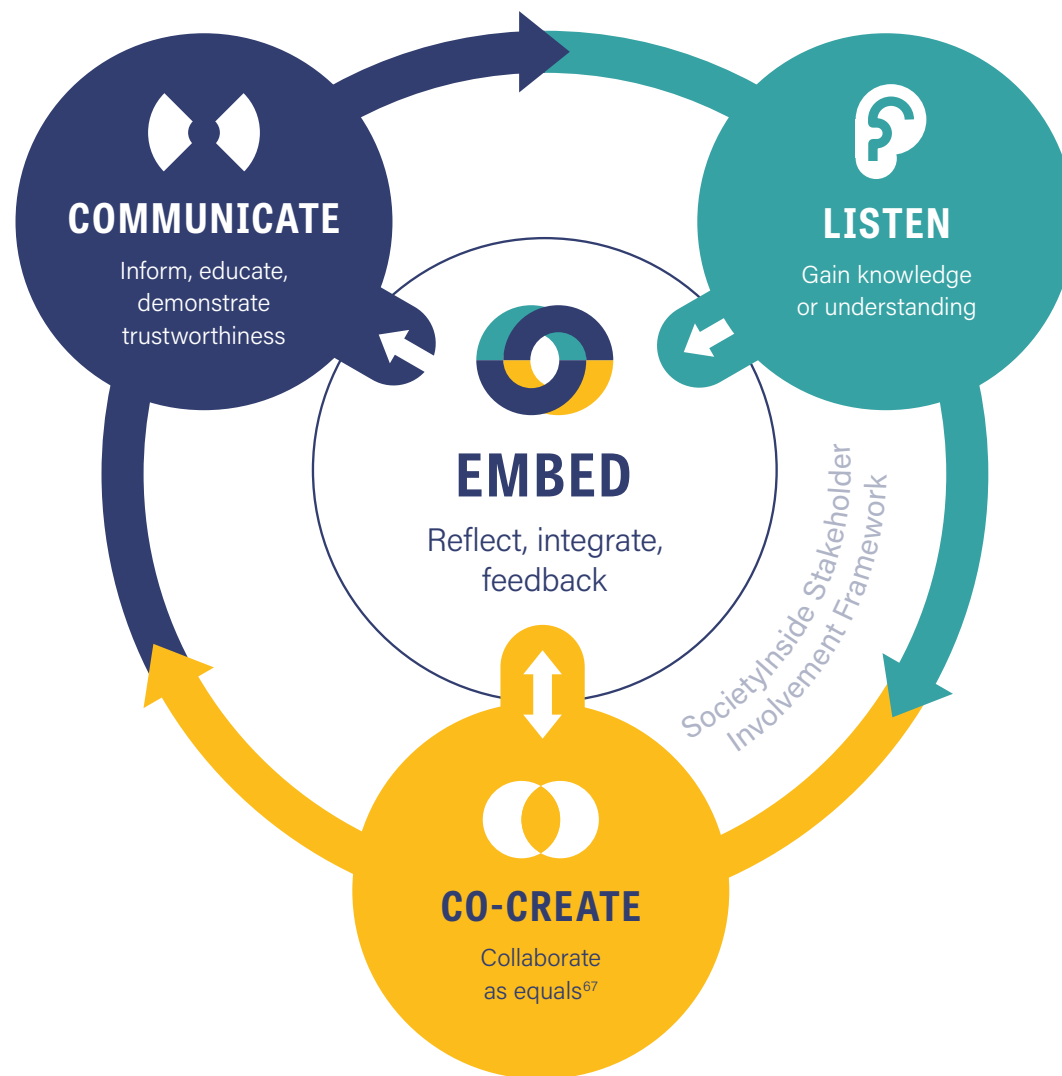 COMMUNICATE
Inform, educate,
demonstrate
trustworthiness
LISTEN
Gain knowledge
or understanding
EMBED
Reflect, integrate,
feedback
SocietyInside Stakeholder
Involvement Framework
CO-CREATE
Collaborate
as equals⁶⁷